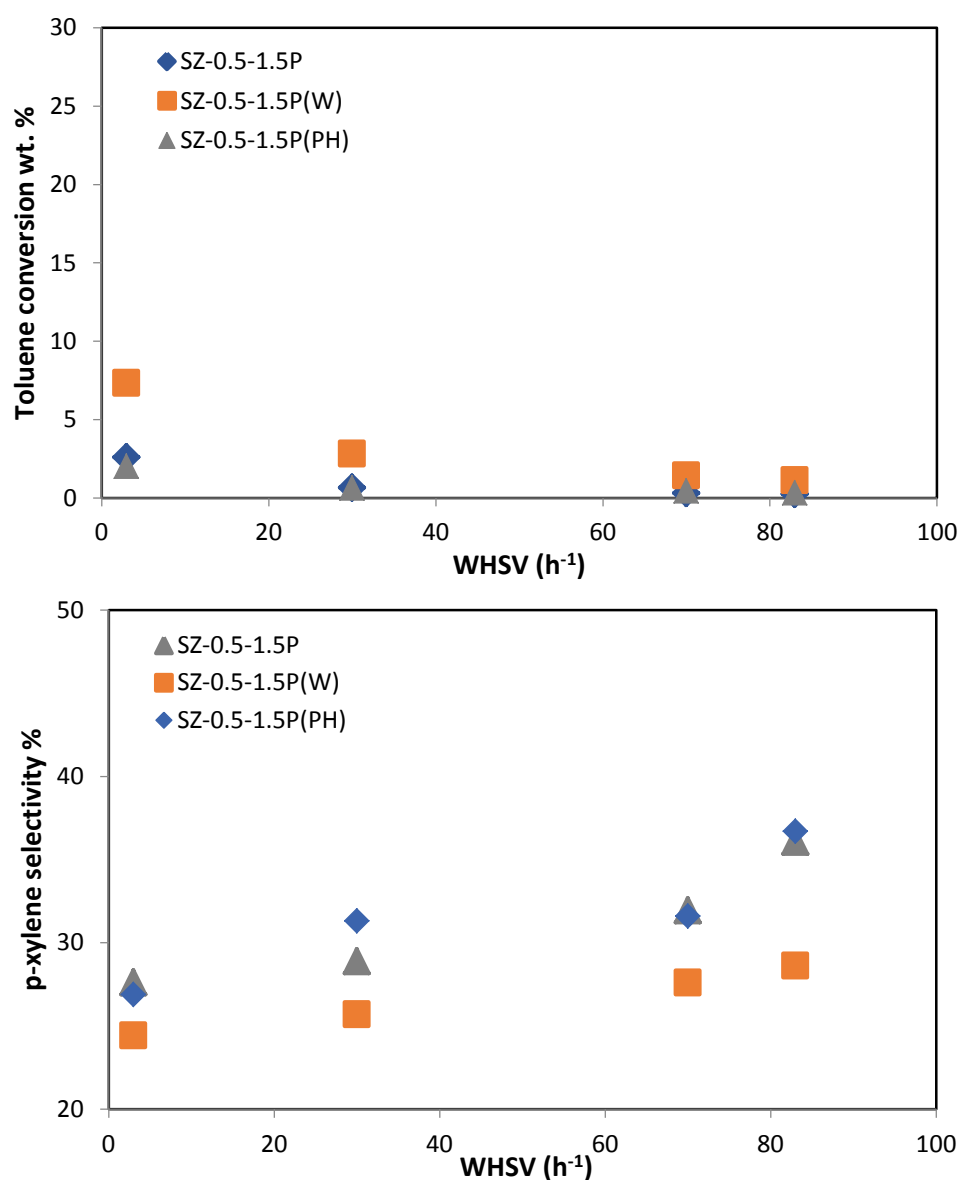 30
25
20
15
10
5
0
Toluene conversion wt. %
SZ-0.5-1.5P
SZ-0.5-1.5P(W)
SZ-0.5-1.5P(PH)
0 20 40 60 80 100
WHSV (h⁻¹)
50
40
30
20
p-xylene selectivity %
SZ-0.5-1.5P
SZ-0.5-1.5P(W)
SZ-0.5-1.5P(PH)
0 20 40 60 80 100
WHSV (h⁻¹)